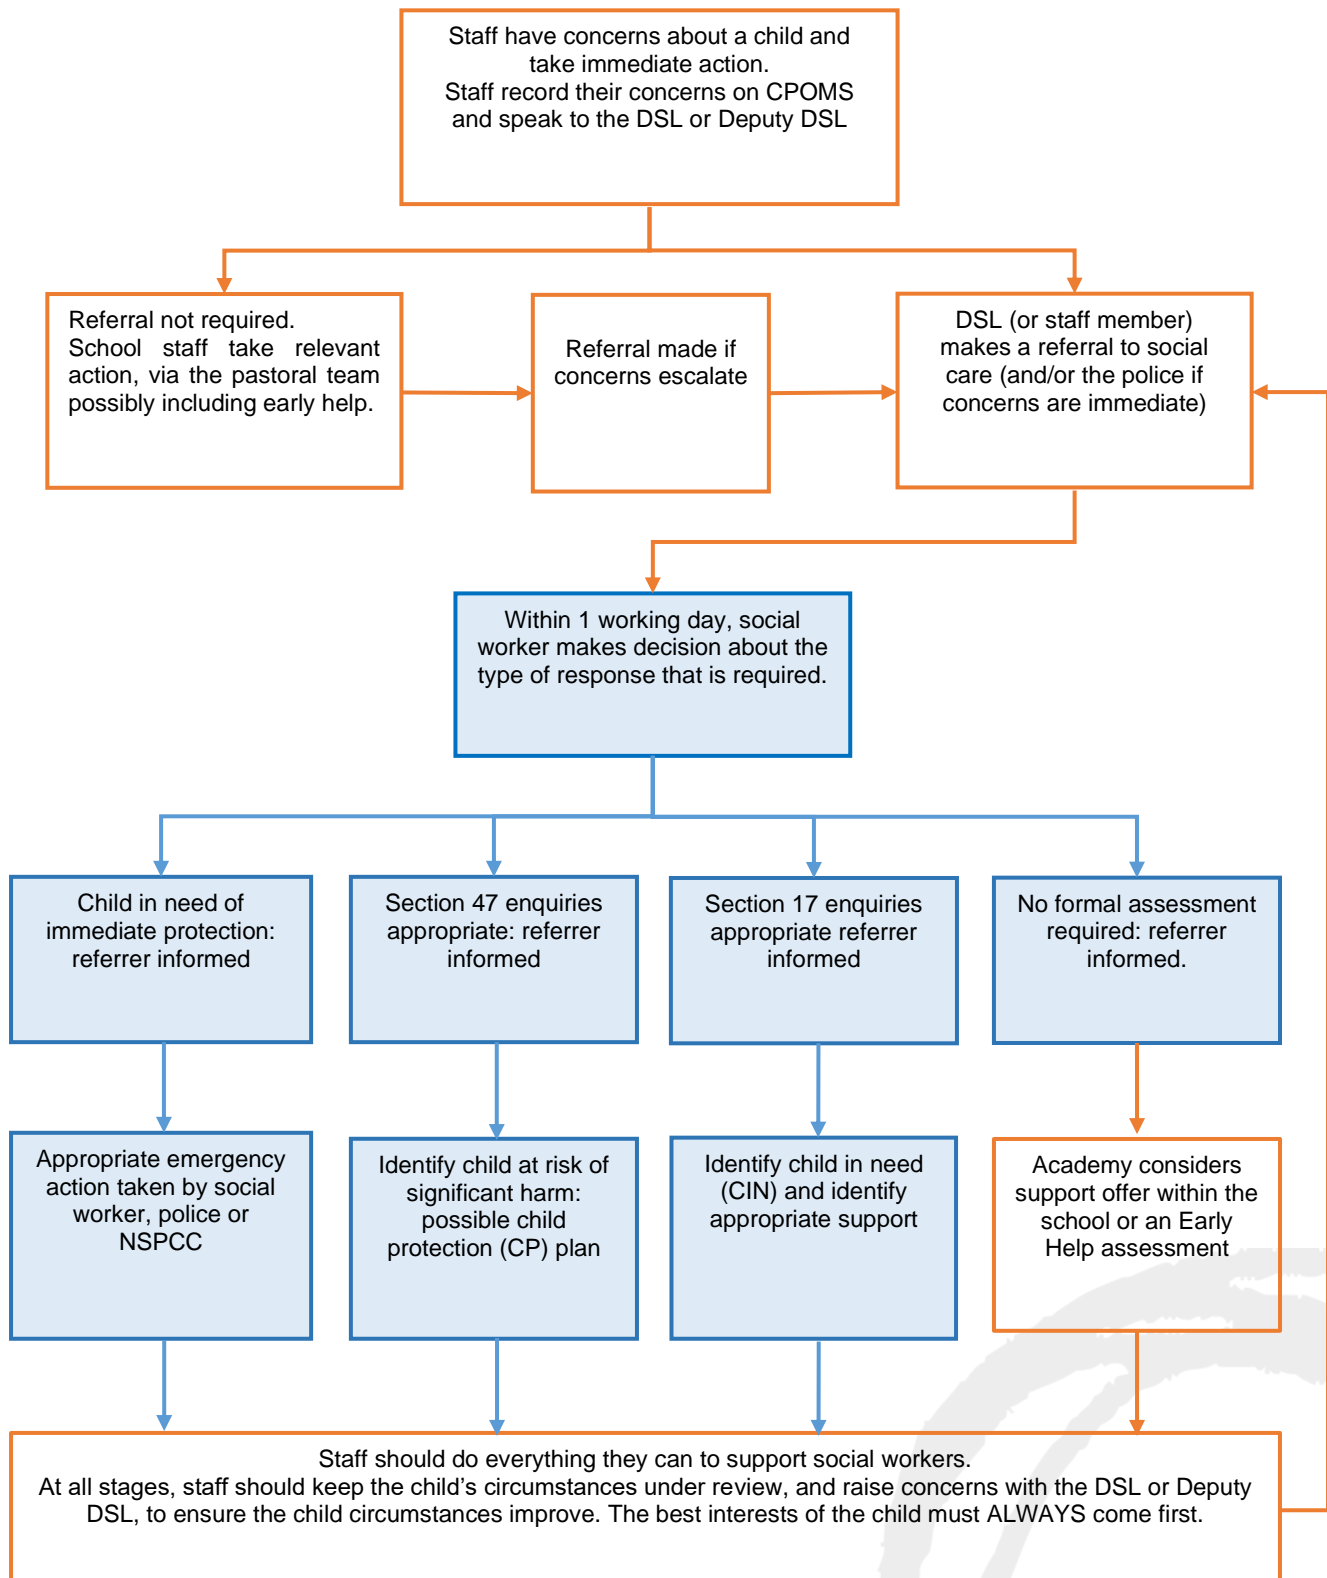 Staff have concerns about a child and
take immediate action.
Staff record their concerns on CPOMS
and speak to the DSL or Deputy DSL
Referral not required.
School staff take relevant
action, via the pastoral team
possibly including early help.
Referral made if
concerns escalate
DSL (or staff member)
makes a referral to social
care (and/or the police if
concerns are immediate)
Within 1 working day, social
worker makes decision about the
type of response that is required.
Child in need of
immediate protection:
referrer informed
Section 47 enquiries
appropriate: referrer
informed
Section 17 enquiries
appropriate referrer
informed
No formal assessment
required: referrer
informed.
Appropriate emergency
action taken by social
worker, police or
NSPCC
Identify child at risk of
significant harm:
possible child
protection (CP) plan
Identify child in need
(CIN) and identify
appropriate support
Academy considers
support offer within the
school or an Early
Help assessment
Staff should do everything they can to support social workers.
At all stages, staff should keep the child’s circumstances under review, and raise concerns with the DSL or Deputy
DSL, to ensure the child circumstances improve. The best interests of the child must ALWAYS come first.